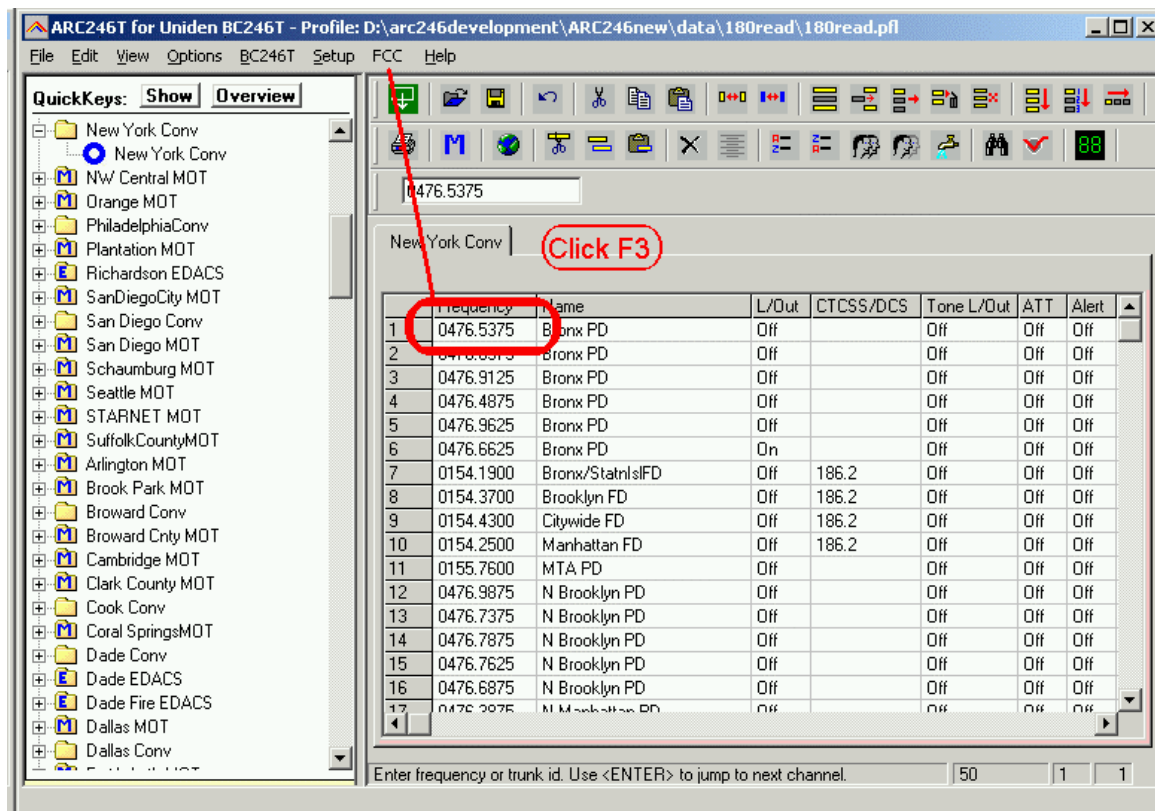 ARC246T for Uniden BC246T - Profile: D:\arc246development\ARC246new\data\180read\180read.pfl
File Edit View Options BC246T Setup FCC Help
QuickKeys: Show Overview
New York Conv
New York Conv
NW Central MOT
Orange MOT
PhiladelphiaConv
Plantation MOT
Richardson EDACS
SanDiegoCity MOT
San Diego Conv
San Diego MOT
Schaumburg MOT
Seattle MOT
STARNET MOT
SuffolkCountyMOT
Arlington MOT
Brook Park MOT
Broward Conv
Broward Cnty MOT
Cambridge MOT
Clark County MOT
Cook Conv
Coral SpringsMOT
Dade Conv
Dade EDACS
Dade Fire EDACS
Dallas MOT
Dallas Conv
0476.5375
New York Conv
Click F3
Frequency Name L/Out CTCSS/DCS Tone L/Out ATT Alert
1 0476.5375 Bronx PD Off Off Off Off
2 Bronx PD Off Off Off Off
3 0476.9125 Bronx PD Off Off Off Off
4 0476.4875 Bronx PD Off Off Off Off
5 0476.9625 Bronx PD Off Off Off Off
6 0476.6625 Bronx PD On Off Off Off
7 0154.1900 Bronx/StatnIslFD Off 186.2 Off Off Off
8 0154.3700 Brooklyn FD Off 186.2 Off Off Off
9 0154.4300 Citywide FD Off 186.2 Off Off Off
10 0154.2500 Manhattan FD Off 186.2 Off Off Off
11 0155.7600 MTA PD Off Off Off Off
12 0476.9875 N Brooklyn PD Off Off Off Off
13 0476.7375 N Brooklyn PD Off Off Off Off
14 0476.7875 N Brooklyn PD Off Off Off Off
15 0476.7625 N Brooklyn PD Off Off Off Off
16 0476.6875 N Brooklyn PD Off Off Off Off
17 N Manhattan PD Off Off Off Off
Enter frequency or trunk id. Use <ENTER> to jump to next channel. 50 1 1